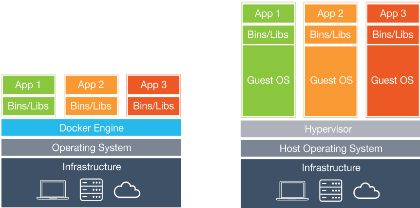 App 1 App 2 App 3
Bins/Libs Bins/Libs Bins/Libs
Docker Engine
Operating System
Infrastructure
App 1 App 2 App 3
Bins/Libs Bins/Libs Bins/Libs
Guest OS Guest OS Guest OS
Hypervisor
Host Operating System
Infrastructure